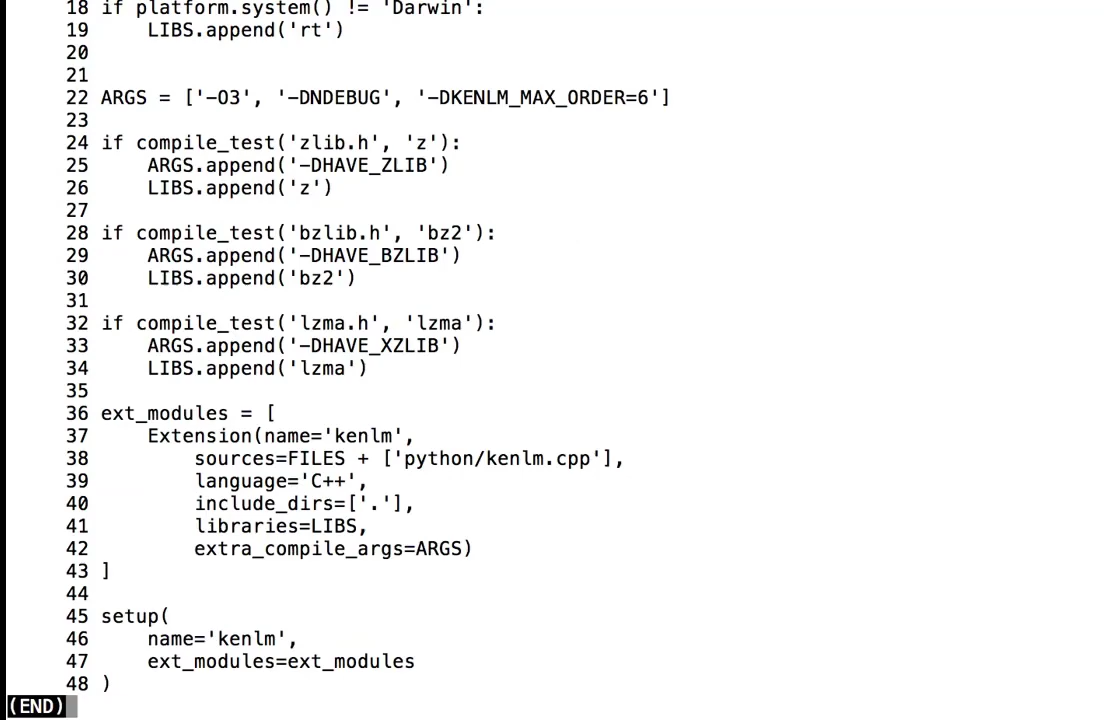 18 if platform.system() != 'Darwin':
19     LIBS.append('rt')
20
21
22 ARGS = ['-O3', '-DNDEBUG', '-DKENLM_MAX_ORDER=6']
23
24 if compile_test('zlib.h', 'z'):
25     ARGS.append('-DHAVE_ZLIB')
26     LIBS.append('z')
27
28 if compile_test('bzlib.h', 'bz2'):
29     ARGS.append('-DHAVE_BZLIB')
30     LIBS.append('bz2')
31
32 if compile_test('lzma.h', 'lzma'):
33     ARGS.append('-DHAVE_XZLIB')
34     LIBS.append('lzma')
35
36 ext_modules = [
37     Extension(name='kenlm',
38         sources=FILES + ['python/kenlm.cpp'],
39         language='C++',
40         include_dirs=['.'],
41         libraries=LIBS,
42         extra_compile_args=ARGS)
43 ]
44
45 setup(
46     name='kenlm',
47     ext_modules=ext_modules
48 )
(END)